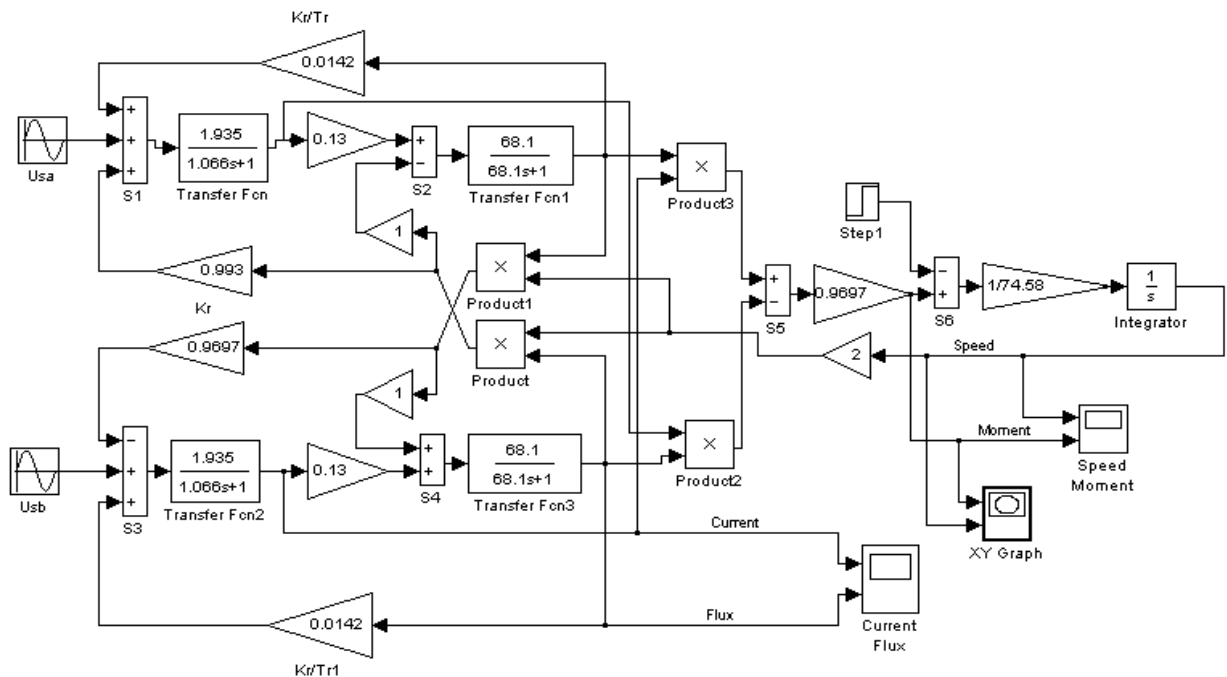 Kr/Tr
0.0142
Usa
+
+
+
S1
1.935
1.066s+1
Transfer Fcn
0.13
+
−
S2
68.1
68.1s+1
Transfer Fcn1
×
Product3
Step1
1
0.993
Kr
×
Product1
+
−
S5
0.9697
−
+
S6
1/74.58
1
s
Integrator
0.9697
×
Product
2
Speed
1
Usb
−
+
+
S3
1.935
1.066s+1
Transfer Fcn2
0.13
+
+
S4
68.1
68.1s+1
Transfer Fcn3
×
Product2
Moment
Speed
Moment
Current
XY Graph
0.0142
Kr/Tr1
Flux
Current
Flux